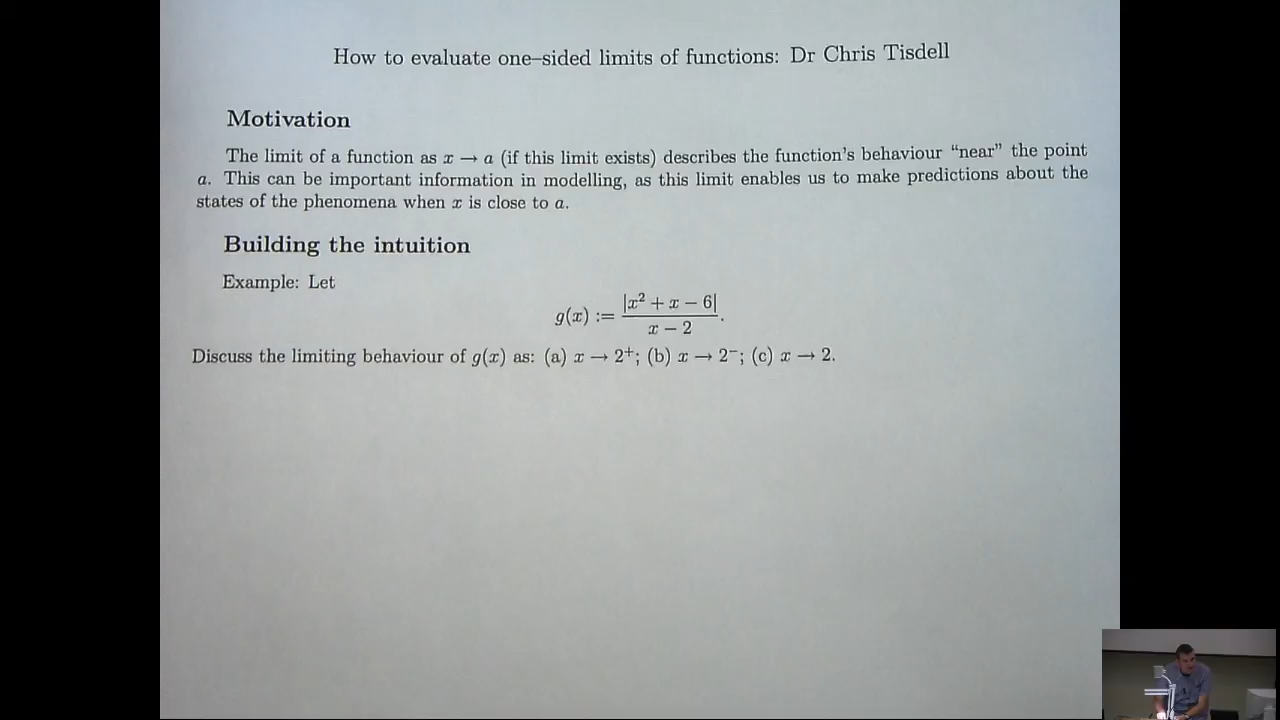 How to evaluate one–sided limits of functions: Dr Chris Tisdell
Motivation
The limit of a function as x → a (if this limit exists) describes the function's behaviour “near” the point
a. This can be important information in modelling, as this limit enables us to make predictions about the
states of the phenomena when x is close to a.
Building the intuition
Example: Let
g(x) := |x² + x − 6| / x − 2.
Discuss the limiting behaviour of g(x) as: (a) x → 2⁺; (b) x → 2⁻; (c) x → 2.